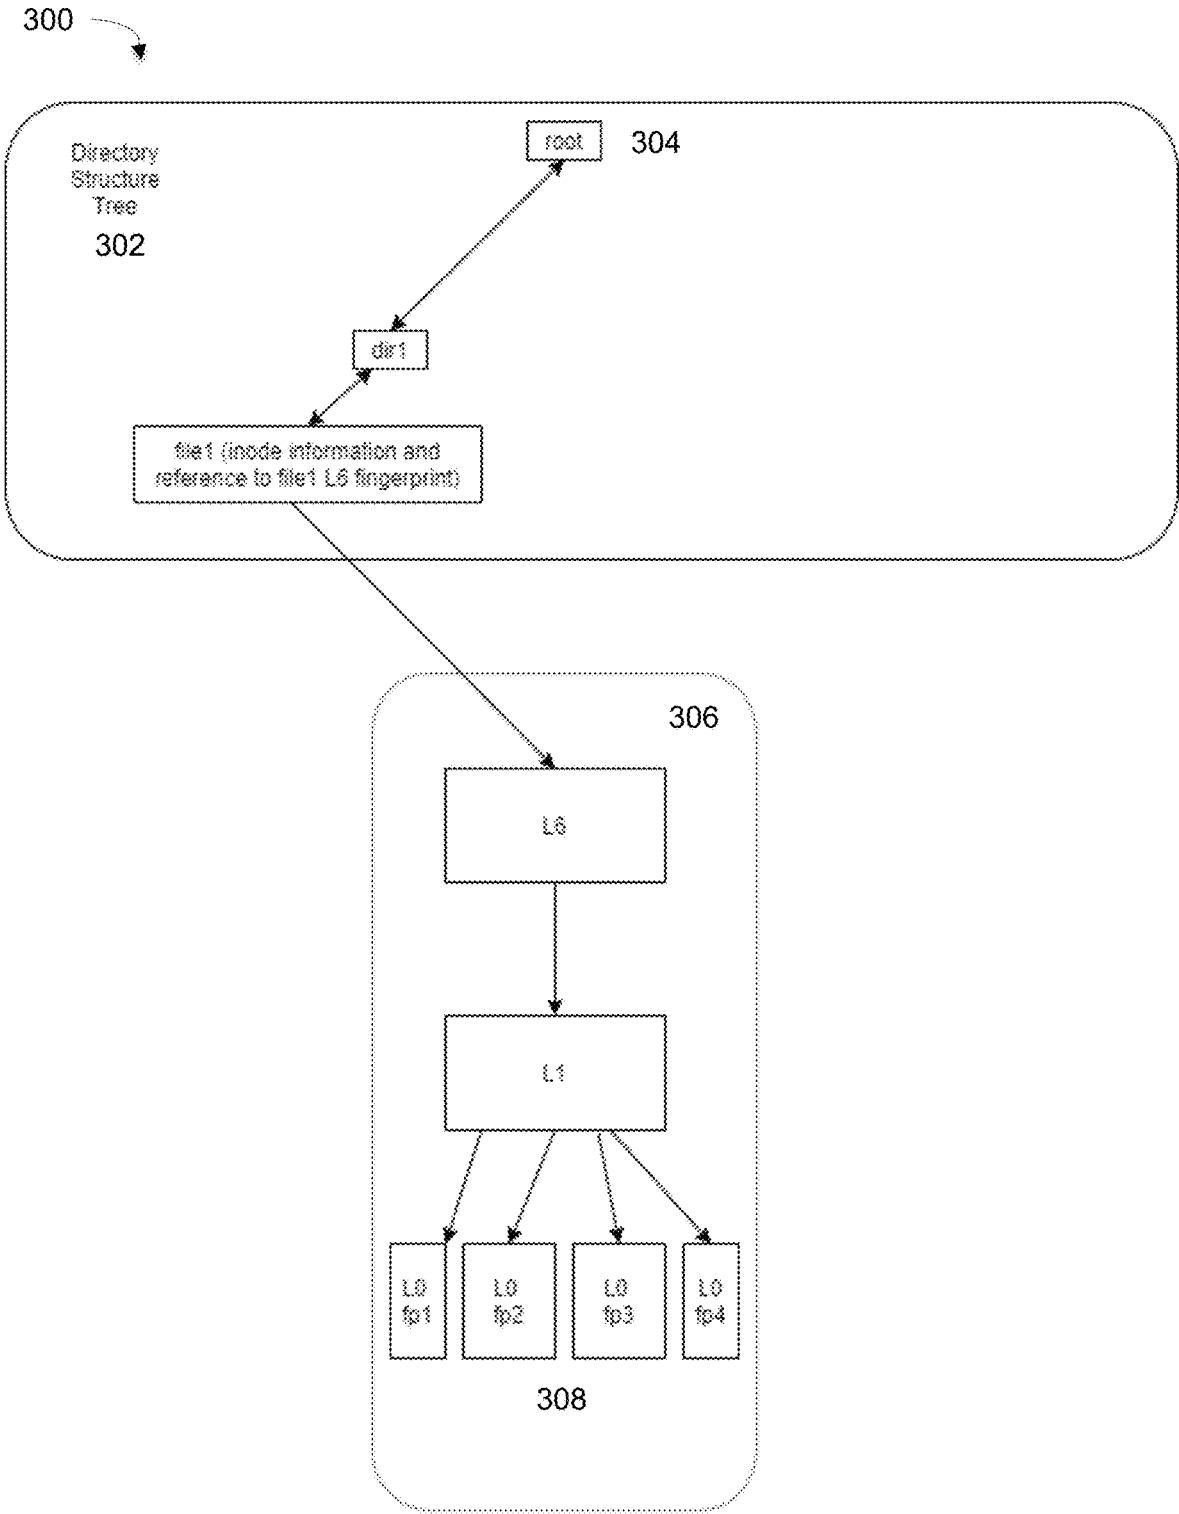 300
root
304
Directory
Structure
Tree
302
dir1
file1 (inode information and
reference to file1 L6 fingerprint)
306
L6
L1
L0
fp1
L0
fp2
L0
fp3
L0
fp4
308